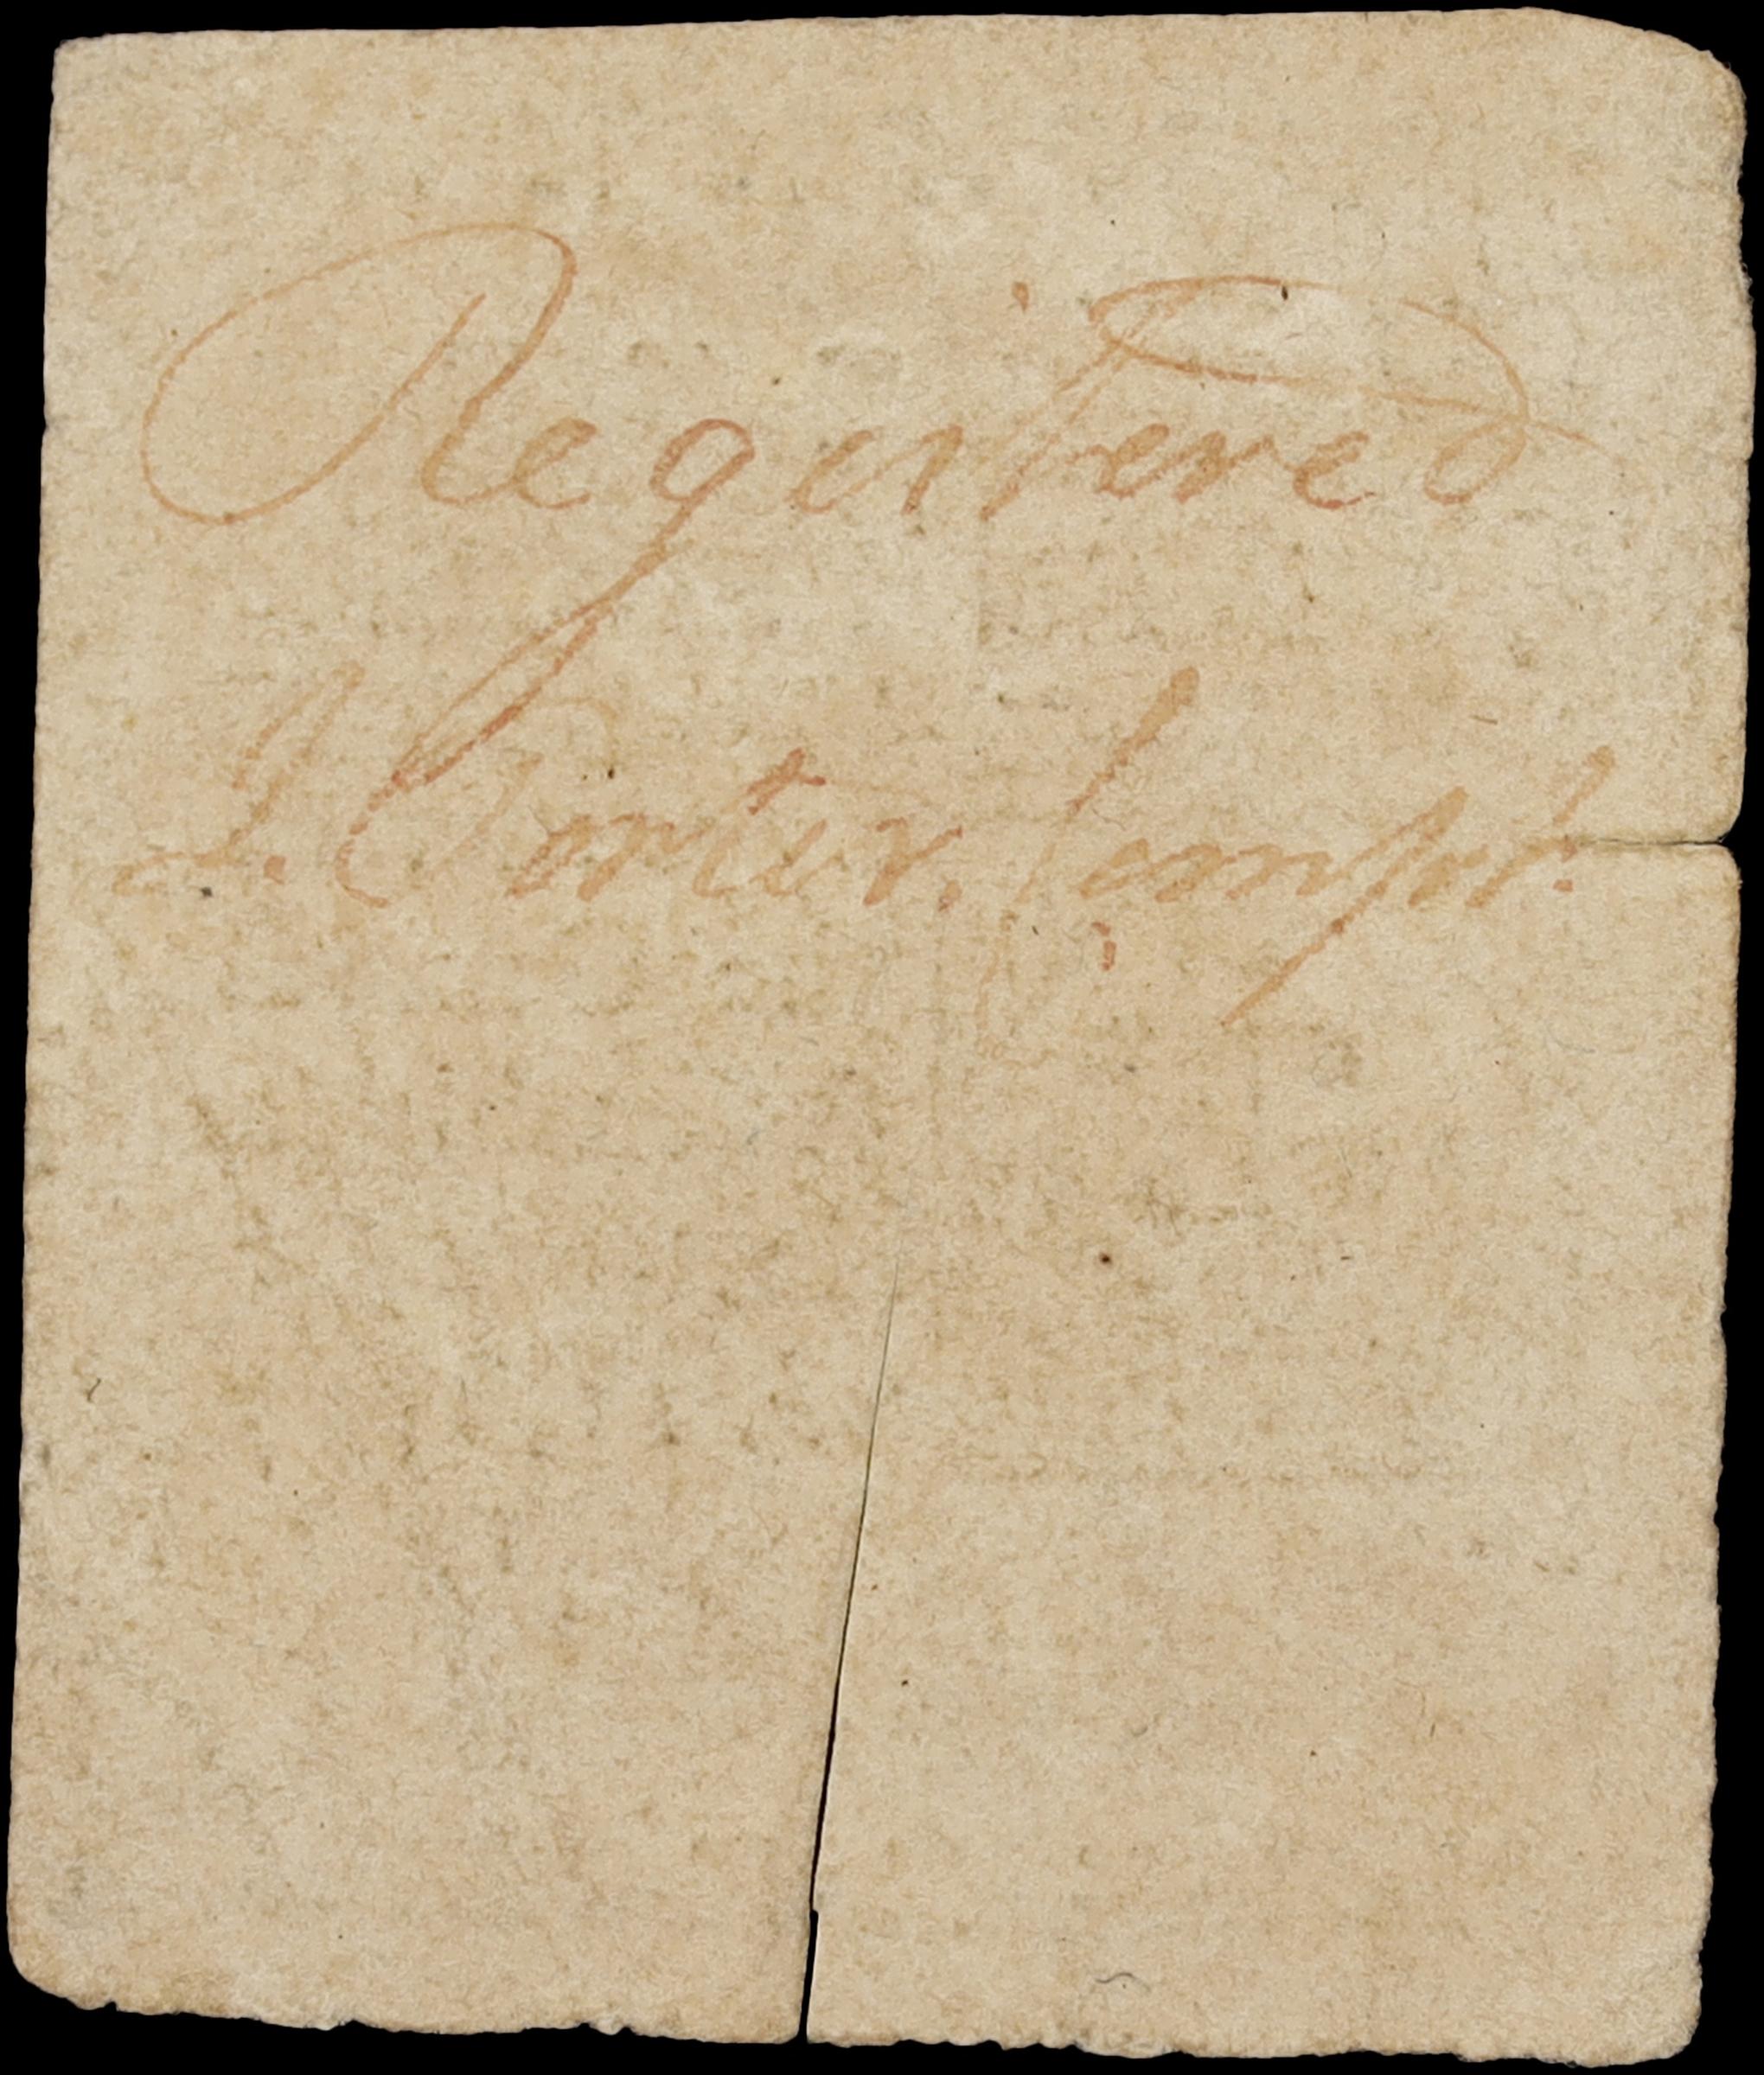 Registered
J. Porter, Compt.